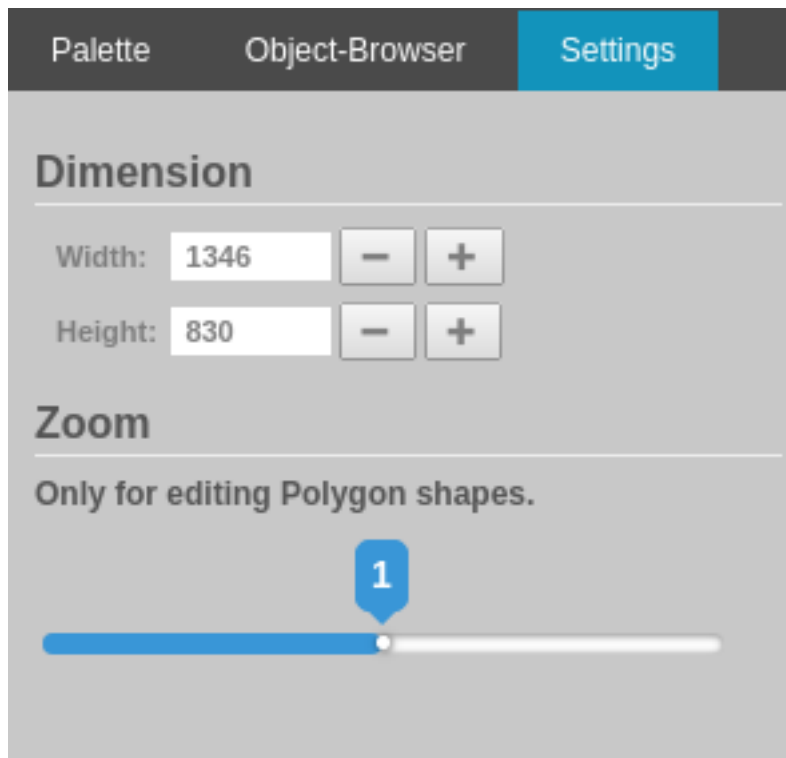 Palette Object-Browser Settings
Dimension
Width: 1346 − +
Height: 830 − +
Zoom
Only for editing Polygon shapes.
1